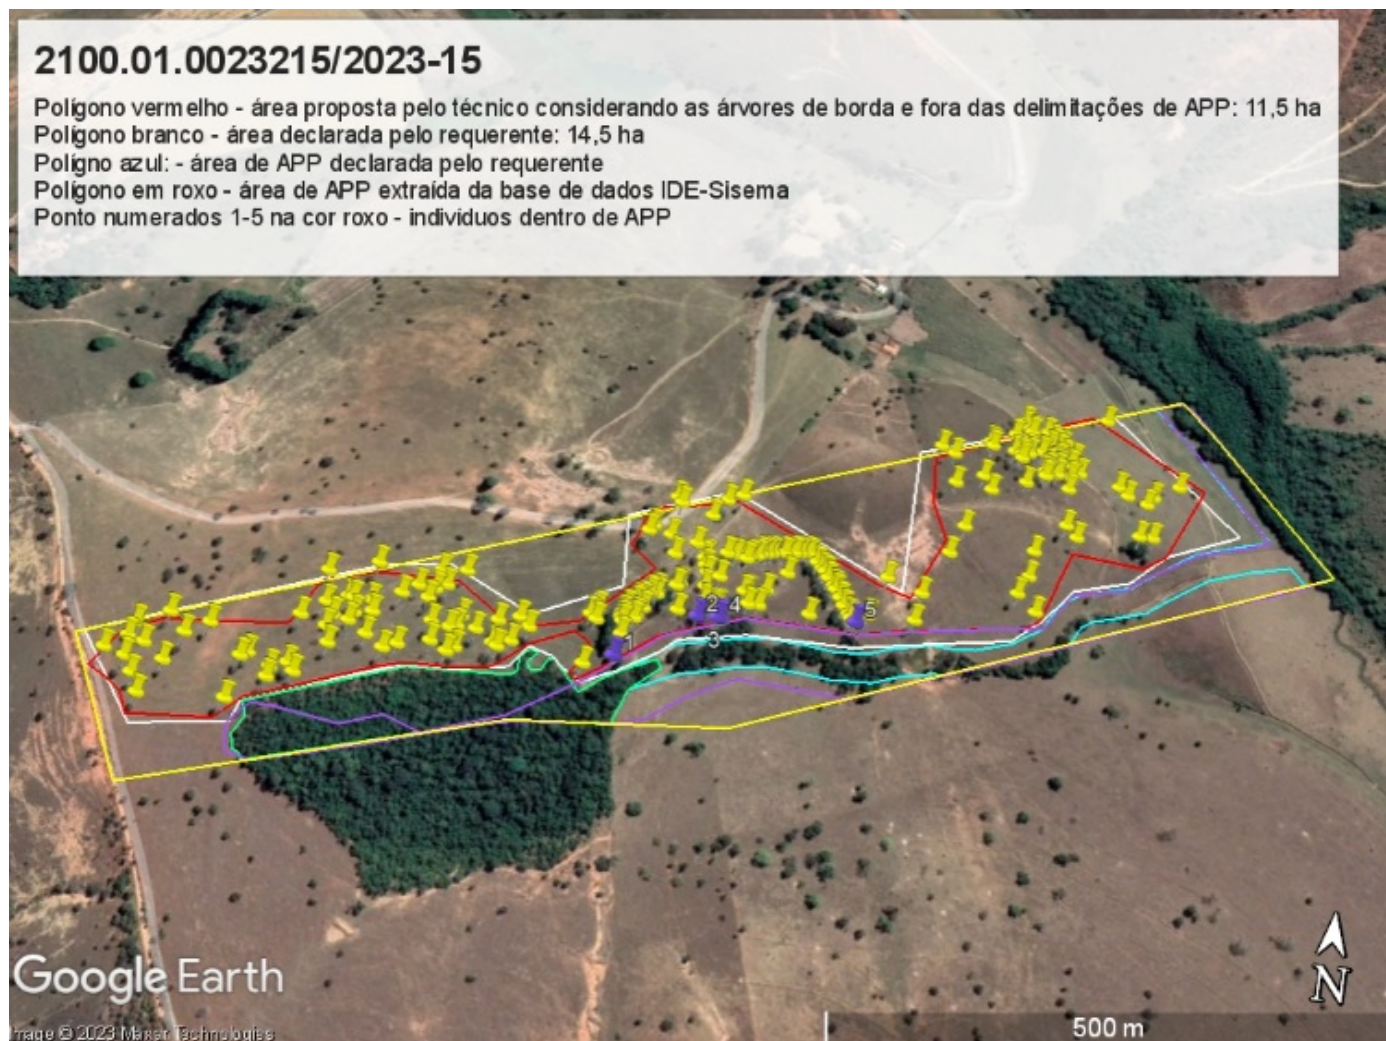 2100.01.0023215/2023-15
Polígono vermelho - área proposta pelo técnico considerando as árvores de borda e fora das delimitações de APP: 11,5 ha
Polígono branco - área declarada pelo requerente: 14,5 ha
Polígno azul: - área de APP declarada pelo requerente
Polígono em roxo - área de APP extraída da base de dados IDE-Sisema
Ponto numerados 1-5 na cor roxo - indivíduos dentro de APP
2 4
5
1
3
Google Earth
N
Image © 2023 Maxar Technologies
500 m